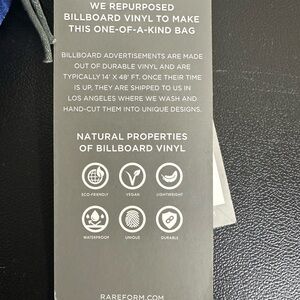 WE REPURPOSED
BILLBOARD VINYL TO MAKE
THIS ONE-OF-A-KIND BAG
BILLBOARD ADVERTISEMENTS ARE MADE
OUT OF DURABLE VINYL AND ARE
TYPICALLY 14' X 48' FT. ONCE THEIR TIME
IS UP, THEY ARE SHIPPED TO US IN
LOS ANGELES WHERE WE WASH AND
HAND-CUT THEM INTO UNIQUE DESIGNS.
NATURAL PROPERTIES
OF BILLBOARD VINYL
ECO-FRIENDLY VEGAN LIGHTWEIGHT
WATERPROOF UNIQUE DURABLE
RAREFORM.COM